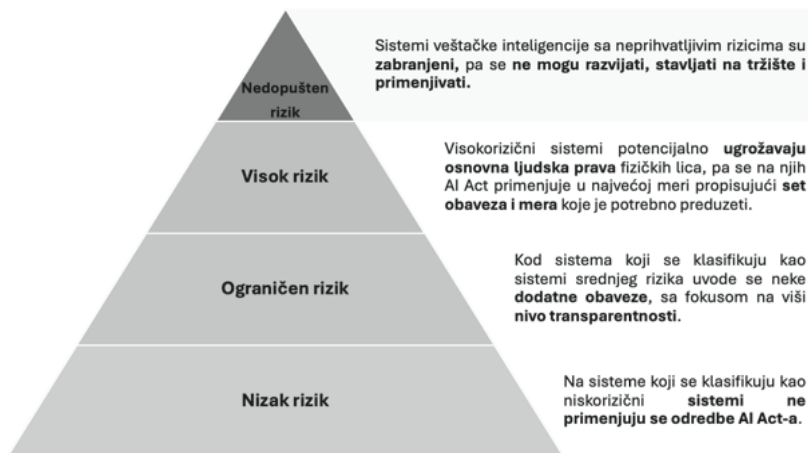 Nedopušten
rizik
Sistemi veštačke inteligencije sa neprihvatljivim rizicima su
zabranjeni, pa se ne mogu razvijati, stavljati na tržište i
primenjivati.
Visok rizik
Visokorizični sistemi potencijalno ugrožavaju
osnovna ljudska prava fizičkih lica, pa se na njih
AI Act primenjuje u najvećoj meri propisujući set
obaveza i mera koje je potrebno preduzeti.
Ograničen rizik
Kod sistema koji se klasifikuju kao
sistemi srednjeg rizika uvode se neke
dodatne obaveze, sa fokusom na viši
nivo transparentnosti.
Nizak rizik
Na sisteme koji se klasifikuju kao
niskorizični sistemi ne
primenjuju se odredbe AI Act-a.